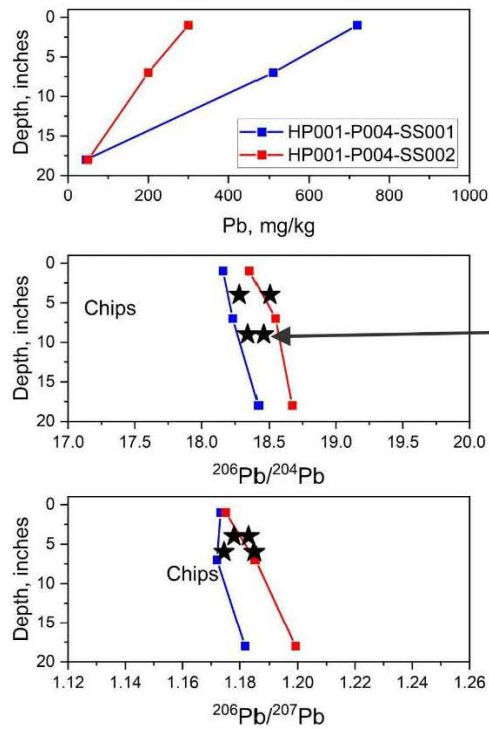 0
5
10
15
20
Depth, inches
HP001-P004-SS001
HP001-P004-SS002
0 200 400 600 800 1000
Pb, mg/kg
0
5
10
15
20
Depth, inches
Chips
17.0 17.5 18.0 18.5 19.0 19.5 20.0
²⁰⁶Pb/²⁰⁴Pb
0
5
10
15
20
Depth, inches
Chips
1.12 1.14 1.16 1.18 1.20 1.22 1.24 1.26
²⁰⁶Pb/²⁰⁷Pb